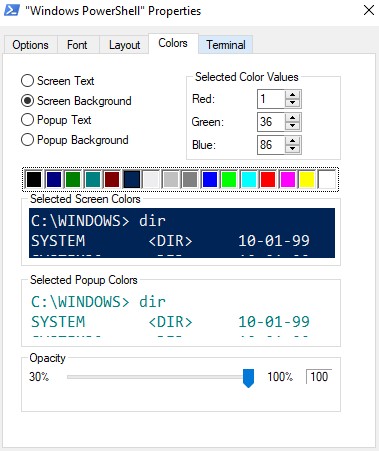 "Windows PowerShell" Properties
Options Font Layout Colors Terminal
Screen Text
Screen Background
Popup Text
Popup Background
Selected Color Values
Red: 1
Green: 36
Blue: 86
Selected Screen Colors
C:\WINDOWS> dir
SYSTEM <DIR> 10-01-99
Selected Popup Colors
C:\WINDOWS> dir
SYSTEM <DIR> 10-01-99
Opacity
30% 100% 100